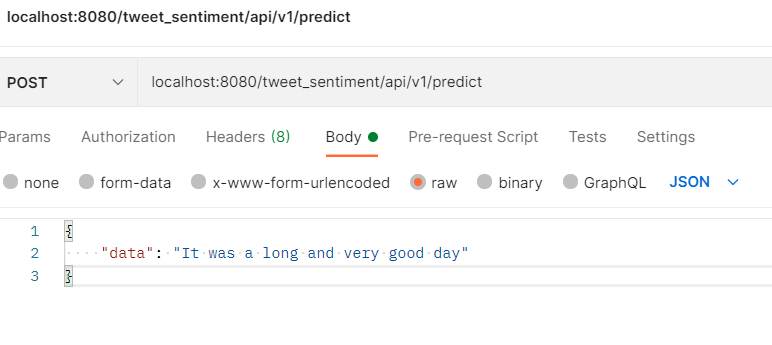 localhost:8080/tweet_sentiment/api/v1/predict
POST localhost:8080/tweet_sentiment/api/v1/predict
Params Authorization Headers (8) Body Pre-request Script Tests Settings
none form-data x-www-form-urlencoded raw binary GraphQL JSON
1 {
2 "data": "It was a long and very good day"
3 }